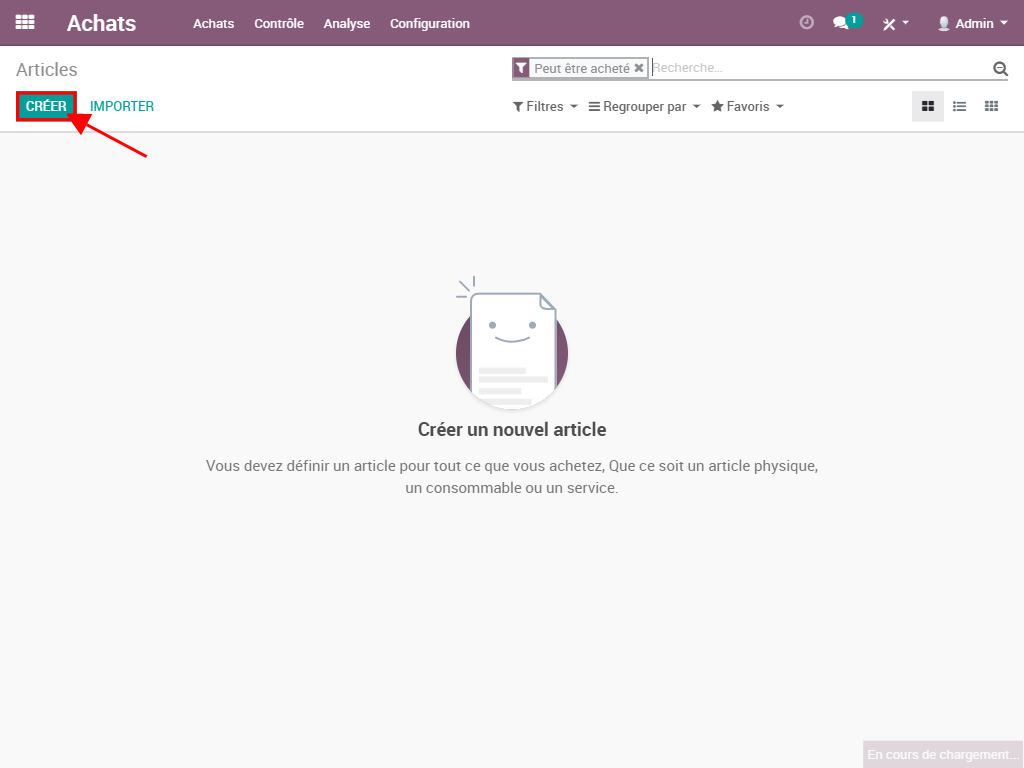 Achats
Achats Contrôle Analyse Configuration
1
Admin
Articles
Peut être acheté
Recherche...
CRÉER IMPORTER
Filtres Regrouper par Favoris
Créer un nouvel article
Vous devez définir un article pour tout ce que vous achetez, Que ce soit un article physique,
un consommable ou un service.
En cours de chargement...